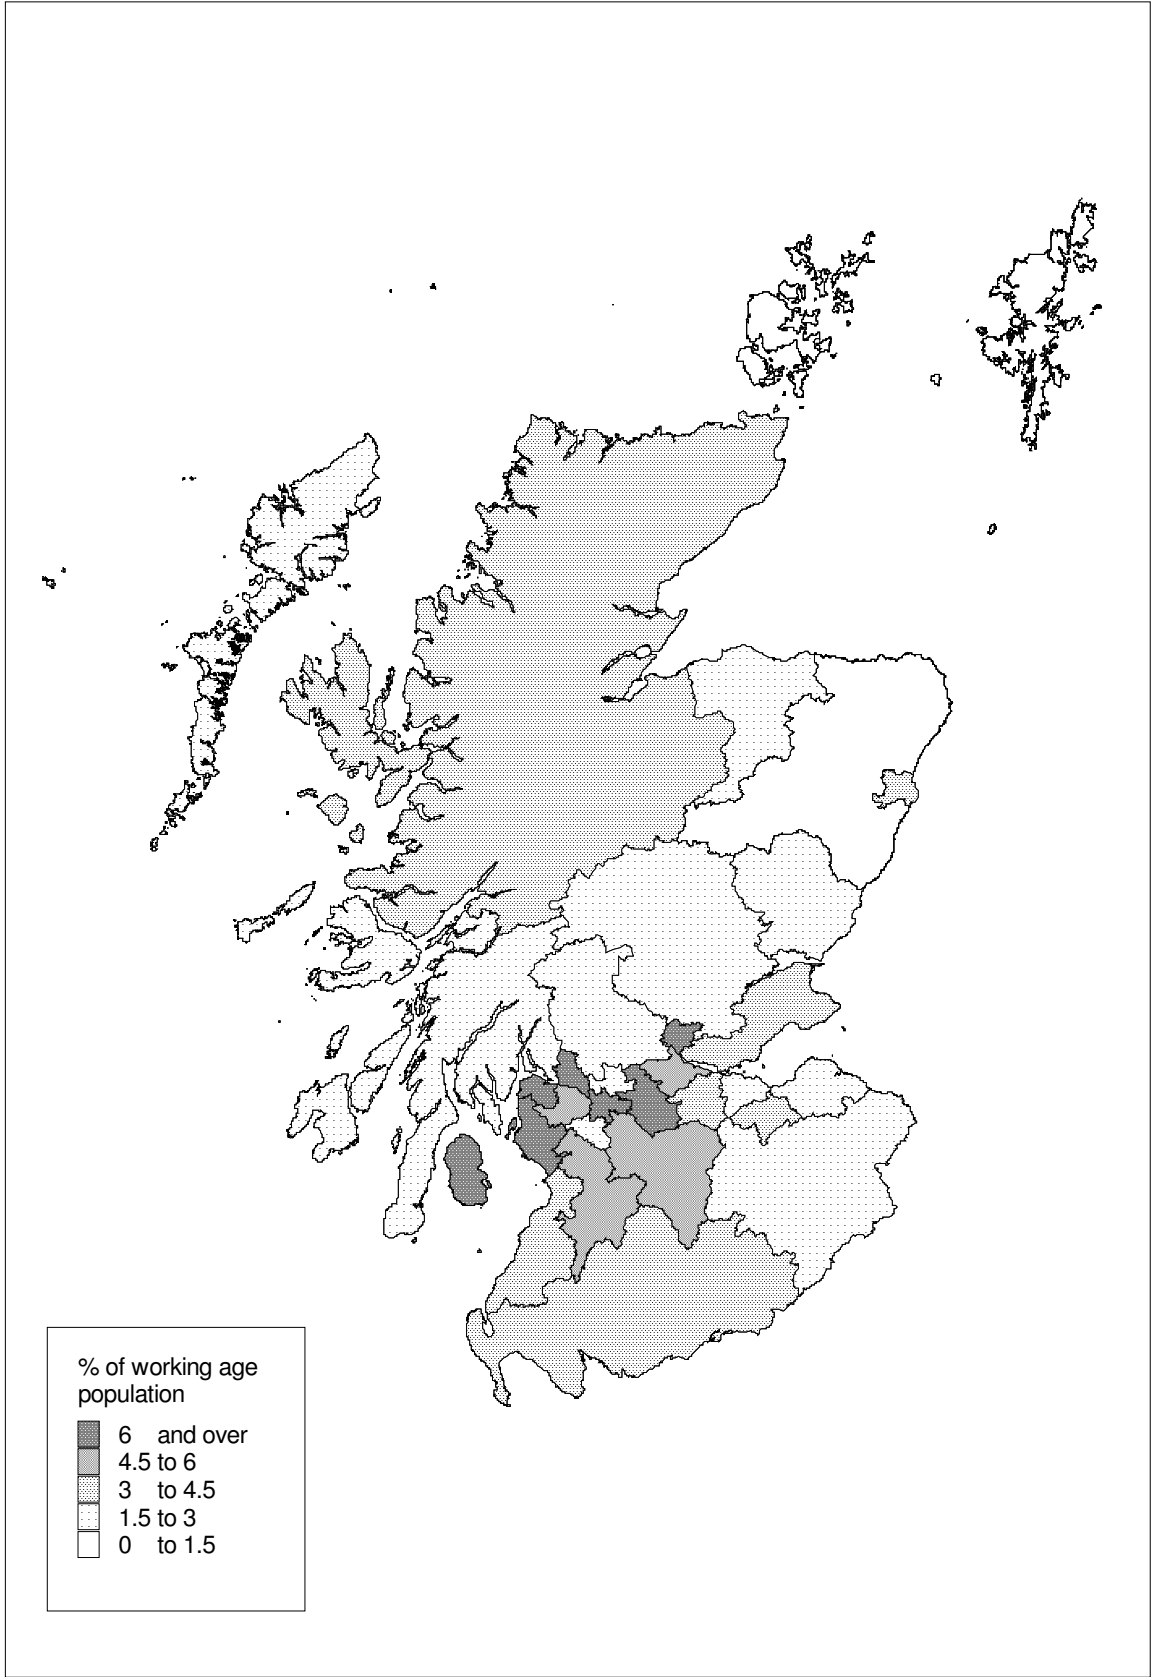 % of working age
population
6 and over
4.5 to 6
3 to 4.5
1.5 to 3
0 to 1.5